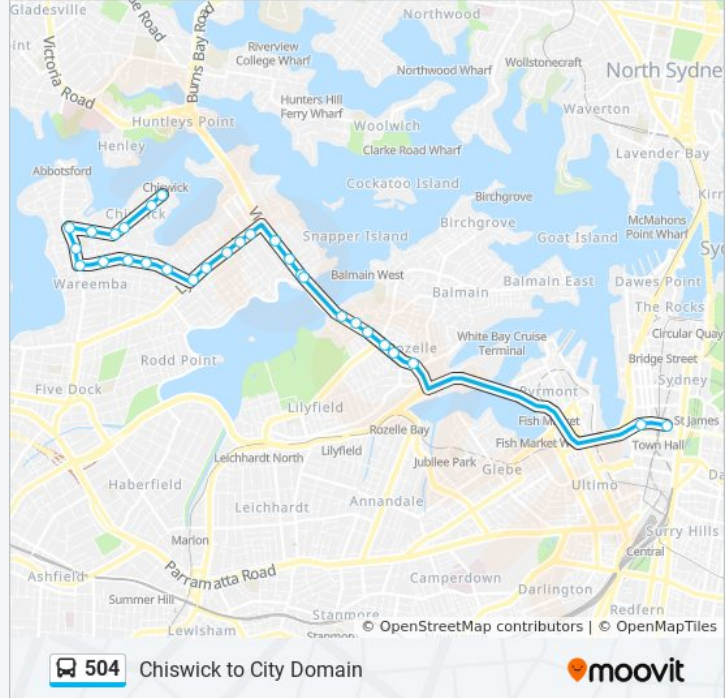 Gladesville
Road
Northwood
Victoria Road
Burns Bay Road
Riverview
College Wharf
Wollstonecraft
Northwood Wharf
North Sydne
Hunters Hill
Ferry Wharf
Waverton
Huntleys Point
Woolwich
Henley
Clarke Road Wharf
Lavender Bay
Abbotsford
Cockatoo Island
Chiswick
Birchgrove
Kirr
McMahons
Point Wharf
Snapper Island
Birchgrove
Goat Island
Balmain West
Wareemba
Balmain
Balmain East
Dawes Point
The Rocks
White Bay Cruise
Terminal
Circular Quay
Rodd Point
Bridge Street
Five Dock
Pyrmont
Sydney
Lilyfield
St James
Rozelle Bay
Fish Market
Town Hall
Leichhardt North
Lilyfield
Jubilee Park
Glebe
Haberfield
Ultimo
Leichhardt
Annandale
Surry Hills
Marion
Central
Parramatta Road
Ashfield
Camperdown
Summer Hill
Darlington
Stanmore
Redfern
Lewisham
Stanmore
© OpenStreetMap contributors | © OpenMapTiles
504 Chiswick to City Domain
moovit